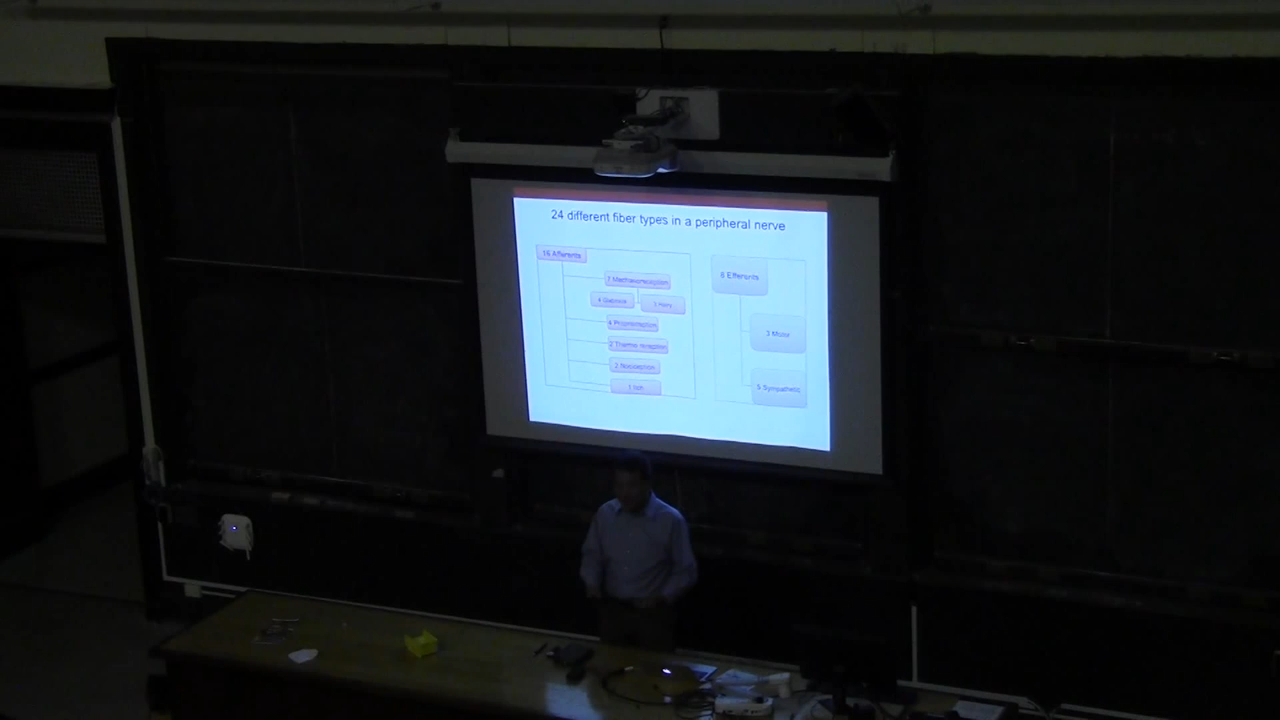 24 different fiber types in a peripheral nerve
16 Afferents
7 Mechanoreception
4 Glabrous
3 Hairy
4 Proprioception
2 Thermo reception
2 Nociception
1 Itch
8 Efferents
3 Motor
5 Sympathetic